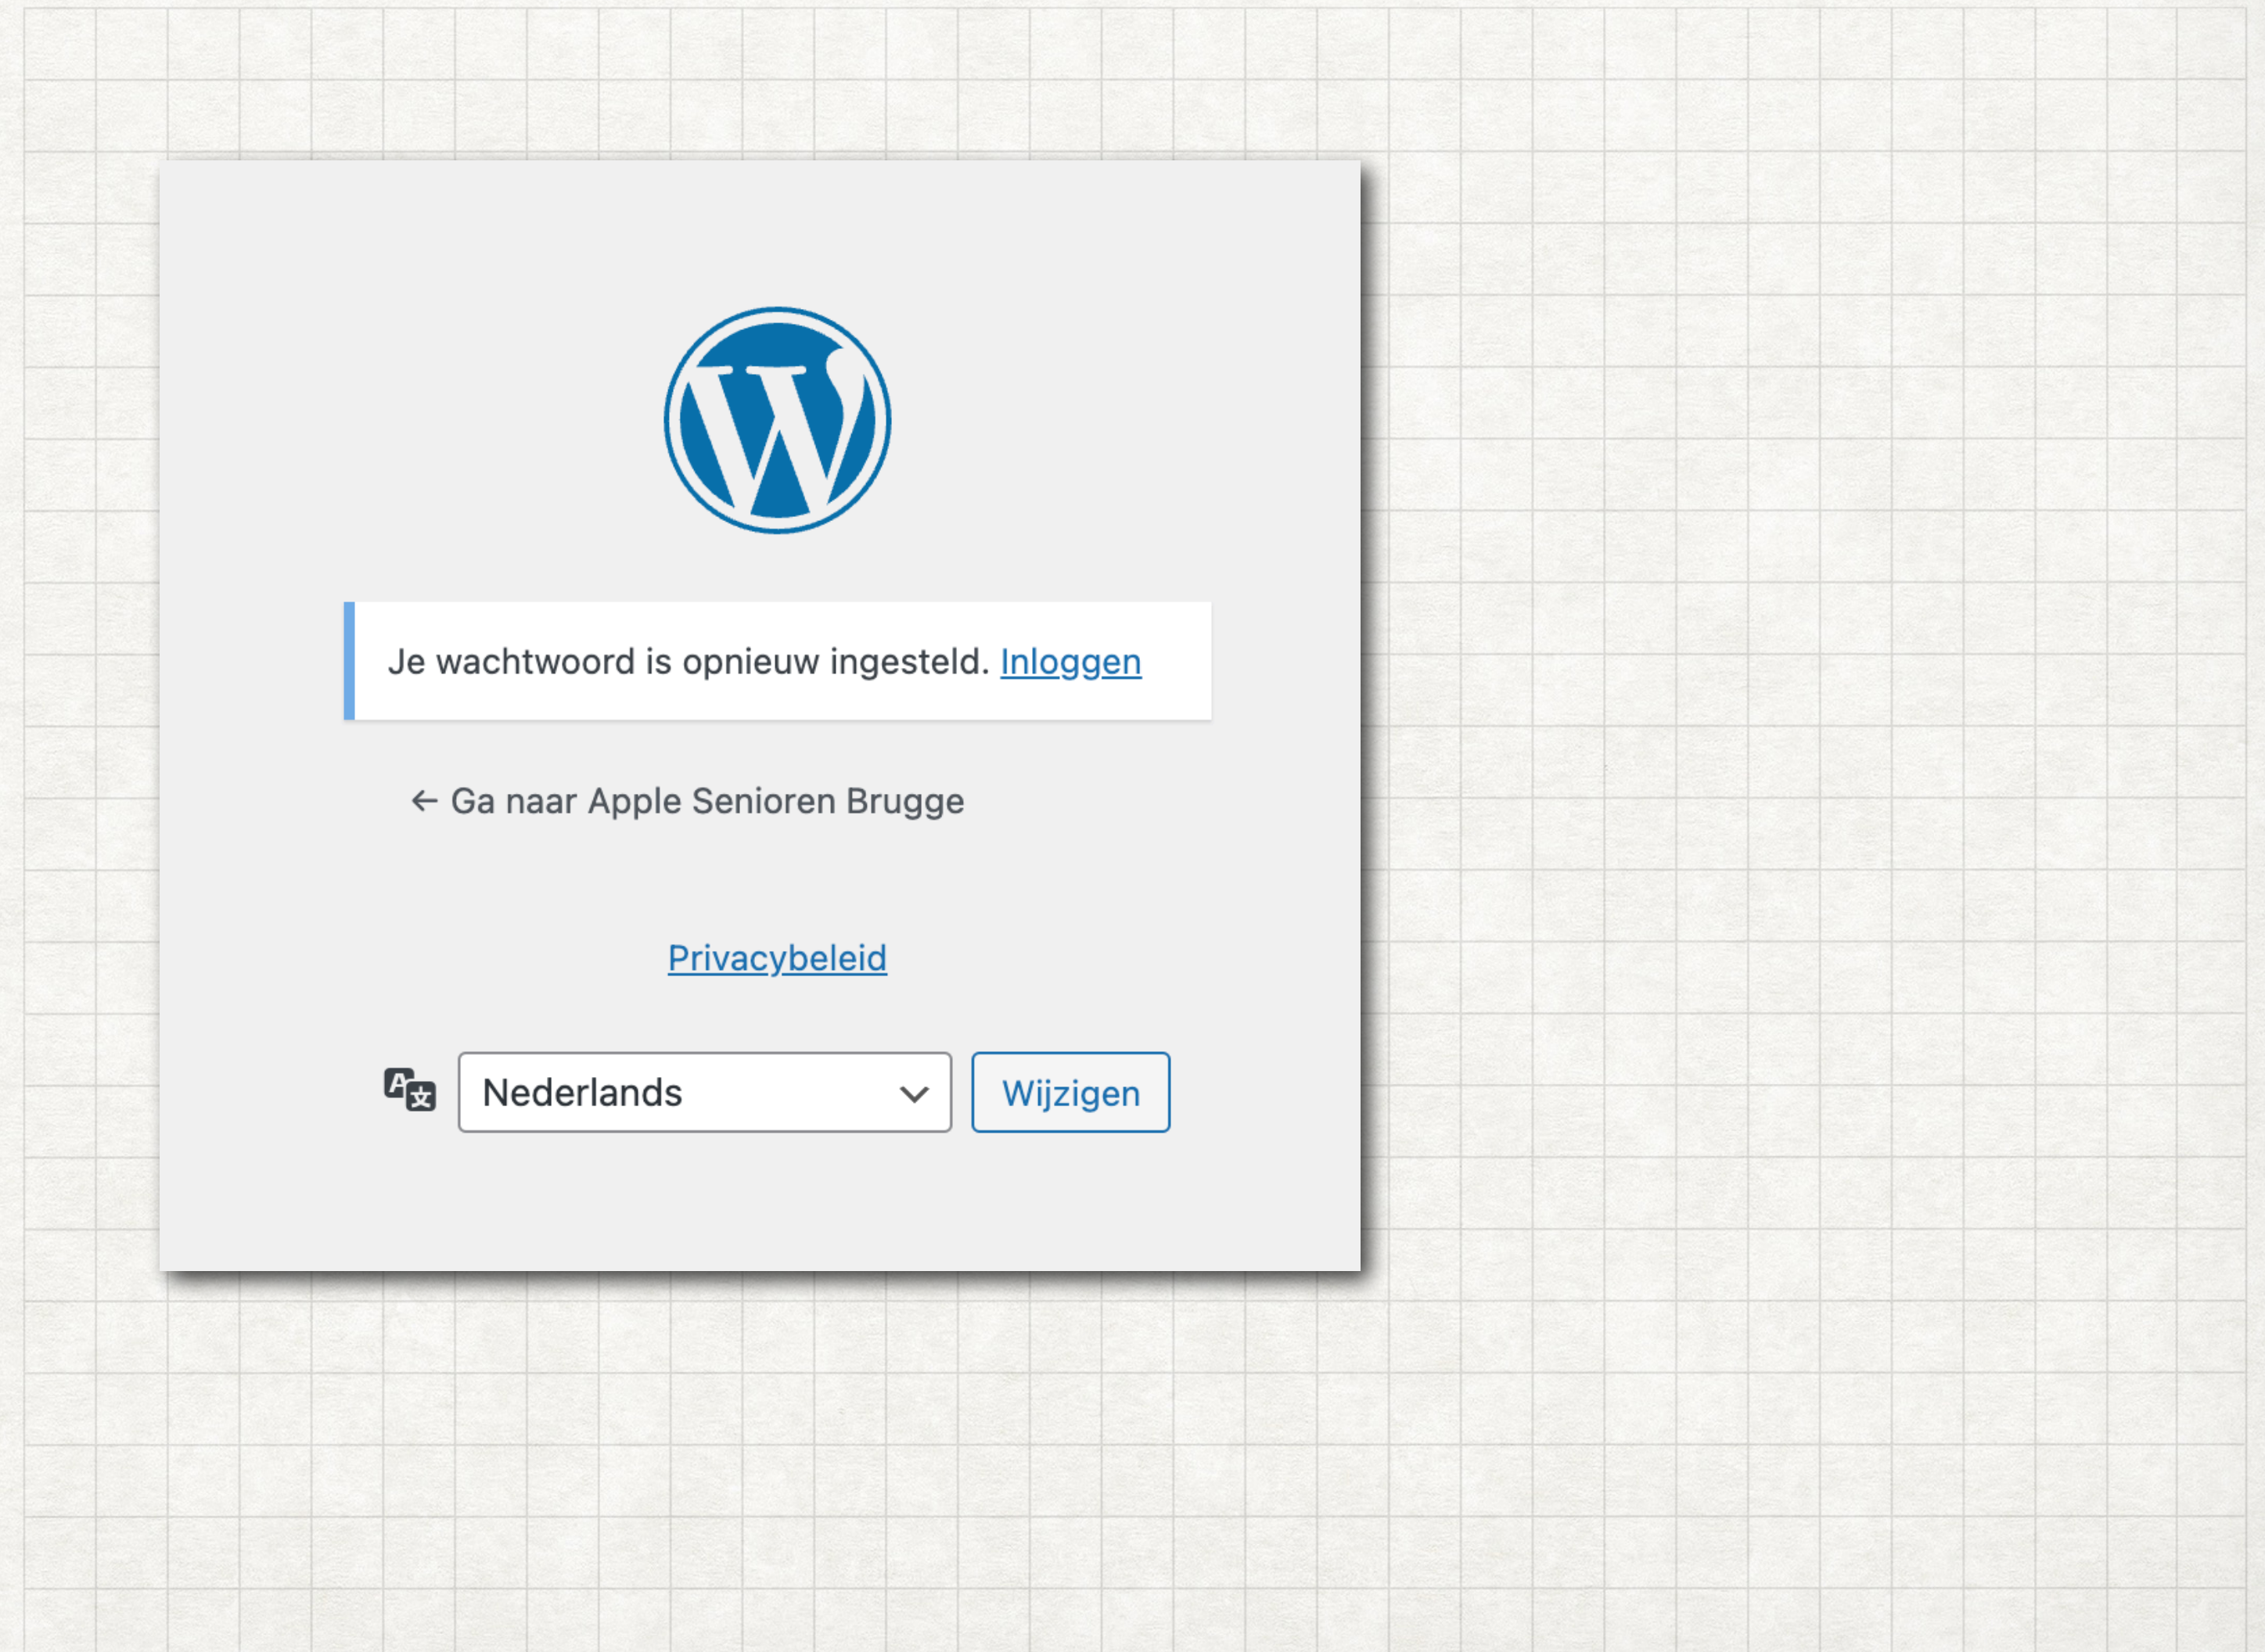 Je wachtwoord is opnieuw ingesteld. Inloggen
← Ga naar Apple Senioren Brugge
Privacybeleid
Nederlands
Wijzigen